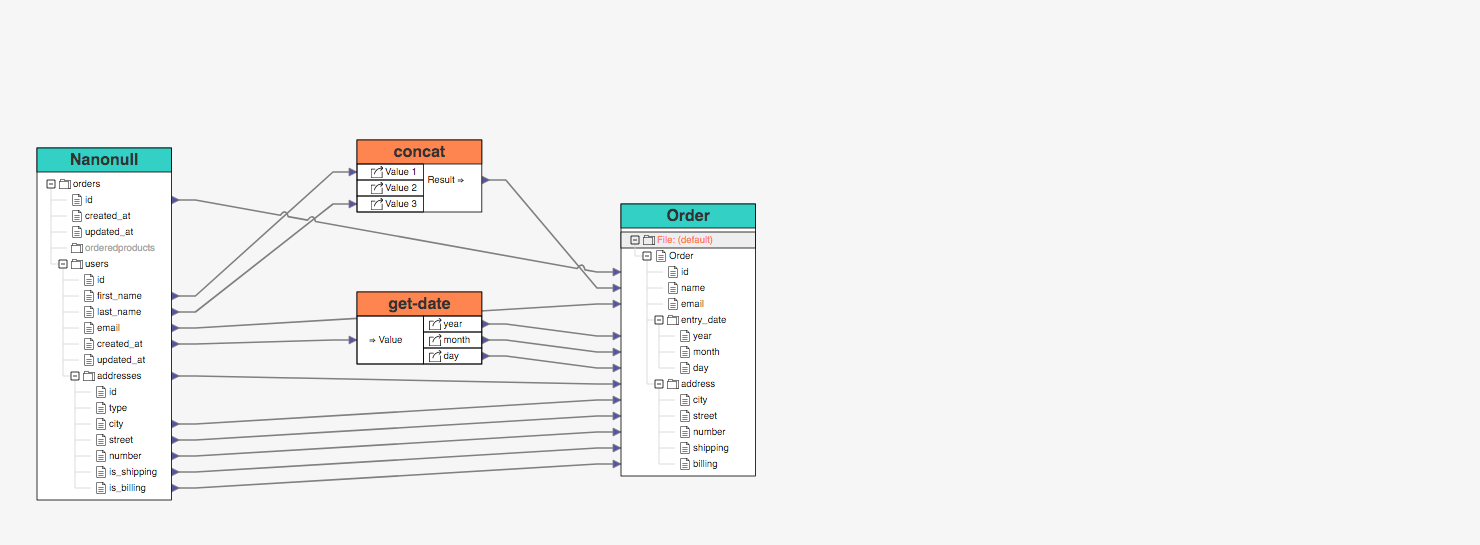 Nanonull
orders
id
created_at
updated_at
orderedproducts
users
id
first_name
last_name
email
created_at
updated_at
addresses
id
type
city
street
number
is_shipping
is_billing
concat
Value 1
Value 2
Value 3
Result ⇒
get-date
⇒ Value
year
month
day
Order
File: (default)
Order
id
name
email
entry_date
year
month
day
address
city
street
number
shipping
billing